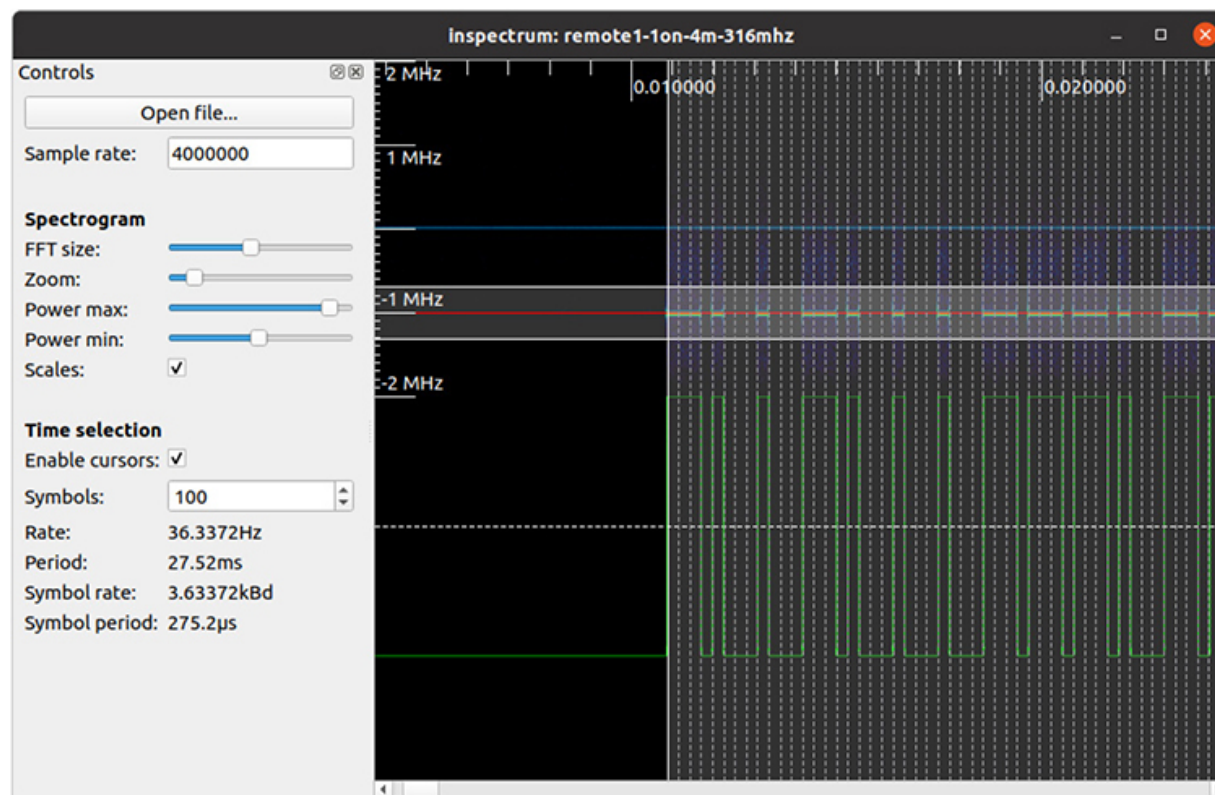 inspectrum: remote1-1on-4m-316mhz
Controls
Open file...
Sample rate: 4000000
Spectrogram
FFT size:
Zoom:
Power max:
Power min:
Scales:
Time selection
Enable cursors:
Symbols: 100
Rate: 36.3372Hz
Period: 27.52ms
Symbol rate: 3.63372kBd
Symbol period: 275.2µs
2 MHz
0.010000
0.020000
1 MHz
-1 MHz
-2 MHz